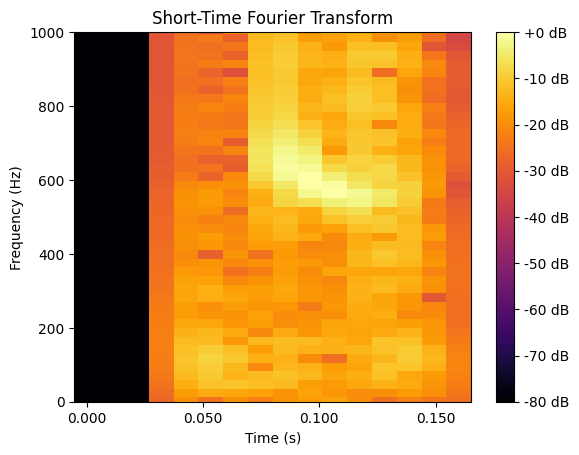 Short-Time Fourier Transform
Frequency (Hz)
1000
800
600
400
200
0
0.000
0.050
0.100
0.150
Time (s)
+0 dB
-10 dB
-20 dB
-30 dB
-40 dB
-50 dB
-60 dB
-70 dB
-80 dB